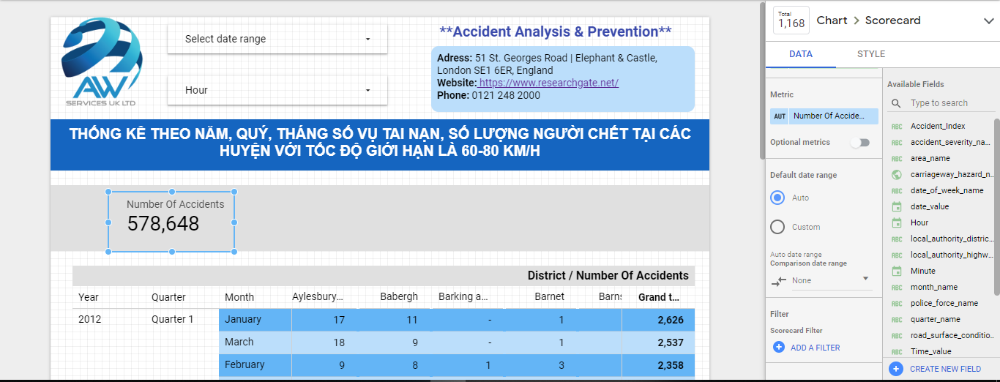 AW
SERVICES UK LTD
Select date range
Hour
**Accident Analysis & Prevention**
Adress: 51 St. Georges Road | Elephant & Castle,
London SE1 6ER, England
Website: https://www.researchgate.net/
Phone: 0121 248 2000
THỐNG KÊ THEO NĂM, QUÝ, THÁNG SỐ VỤ TAI NẠN, SỐ LƯỢNG NGƯỜI CHẾT TẠI CÁC
HUYỆN VỚI TỐC ĐỘ GIỚI HẠN LÀ 60-80 KM/H
Number Of Accidents
578,648
District / Number Of Accidents
Year Quarter Month Aylesbury... Babergh Barking a... Barnet Barns Grand t...
2012 Quarter 1 January 17 11 - 1 2,626
March 18 9 - 1 2,537
February 9 8 1 3 2,358
Total
1,168
Chart > Scorecard
DATA STYLE
Metric
AUT Number Of Accide...
Optional metrics
Default date range
Auto
Custom
Auto date range
Comparison date range
None
Filter
Scorecard Filter
ADD A FILTER
Available Fields
Type to search
ABC Accident_Index
ABC accident_severity_na...
ABC area_name
carriageway_hazard_n...
ABC date_of_week_name
date_value
Hour
ABC local_authority_distric...
ABC local_authority_highw...
Minute
ABC month_name
ABC police_force_name
ABC quarter_name
ABC road_surface_conditio...
ABC Time_value
CREATE NEW FIELD